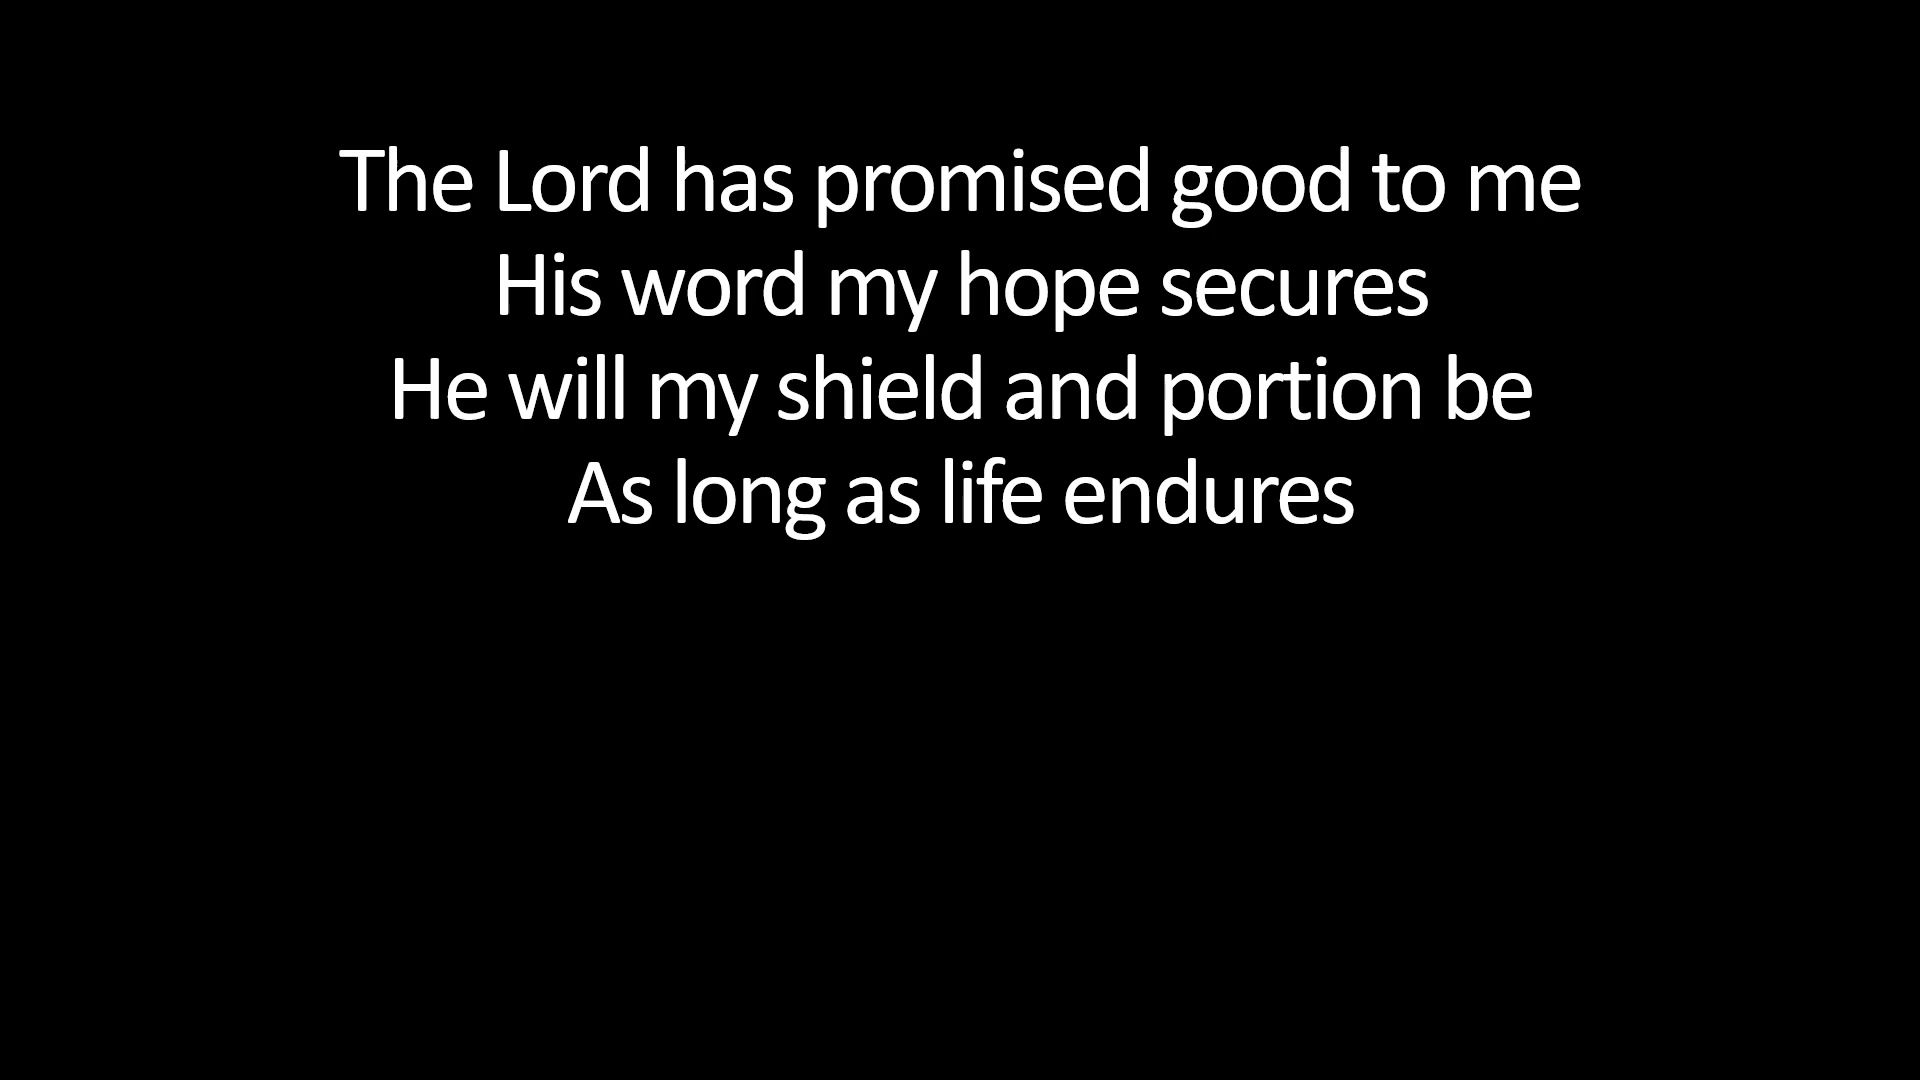 The Lord has promised good to me
His word my hope secures
He will my shield and portion be
As long as life endures